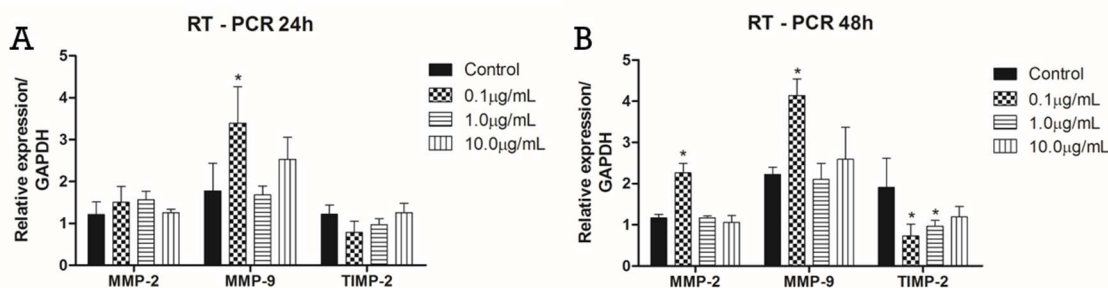 A
RT - PCR 24h
Relative expression/
GAPDH
5
4
3
2
1
0
*
MMP-2
MMP-9
TIMP-2
Control
0.1μg/mL
1.0μg/mL
10.0μg/mL
B
RT - PCR 48h
Relative expression/
GAPDH
5
4
3
2
1
0
*
*
*
*
MMP-2
MMP-9
TIMP-2
Control
0.1μg/mL
1.0μg/mL
10.0μg/mL